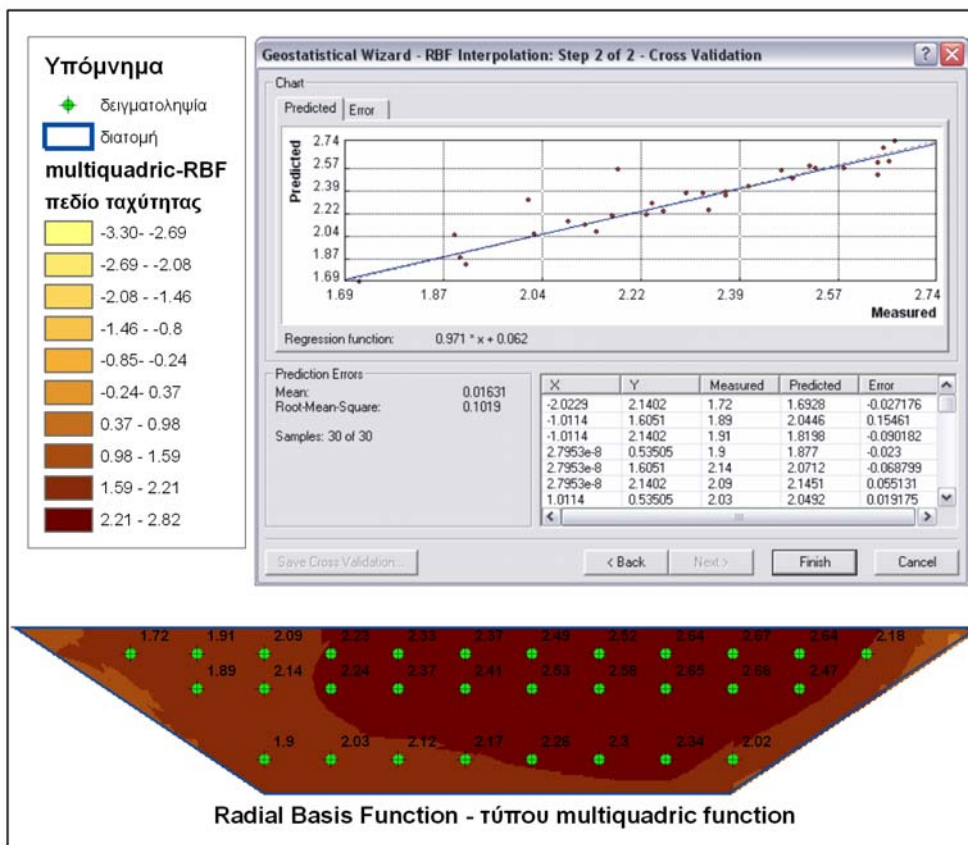 Υπόμνημα
δειγματοληψία
διατομή
multiquadric-RBF
πεδίο ταχύτητας
-3.30- -2.69
-2.69 - -2.08
-2.08 - -1.46
-1.46 - -0.8
-0.85- -0.24
-0.24- 0.37
0.37 - 0.98
0.98 - 1.59
1.59 - 2.21
2.21 - 2.82
Geostatistical Wizard - RBF Interpolation: Step 2 of 2 - Cross Validation
Chart
Predicted Error
Predicted
2.74
2.57
2.39
2.22
2.04
1.87
1.69
1.69 1.87 2.04 2.22 2.39 2.57 2.74
Measured
Regression function: 0.971 * x + 0.062
Prediction Errors
Mean: 0.01631
Root-Mean-Square: 0.1019
Samples: 30 of 30
X Y Measured Predicted Error
-2.0229 2.1402 1.72 1.6928 -0.027176
-1.0114 1.6051 1.89 2.0446 0.15461
-1.0114 2.1402 1.91 1.8198 -0.090182
2.7953e-8 0.53505 1.9 1.877 -0.023
2.7953e-8 1.6051 2.14 2.0712 -0.068799
2.7953e-8 2.1402 2.09 2.1451 0.055131
1.0114 0.53505 2.03 2.0492 0.019175
Save Cross Validation... < Back Next > Finish Cancel
1.72 1.91 2.09 2.23 2.33 2.37 2.49 2.52 2.64 2.67 2.64 2.18
1.89 2.14 2.24 2.37 2.41 2.53 2.58 2.65 2.68 2.47
1.9 2.03 2.12 2.17 2.26 2.3 2.34 2.02
Radial Basis Function - τύπου multiquadric function